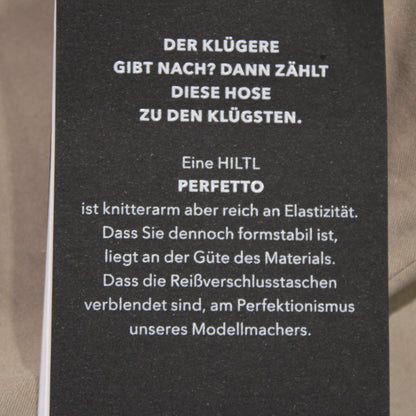 DER KLÜGERE
GIBT NACH? DANN ZÄHLT
DIESE HOSE
ZU DEN KLÜGSTEN.
Eine HILTL
PERFETTO
ist knitterarm aber reich an Elastizität.
Dass Sie dennoch formstabil ist,
liegt an der Güte des Materials.
Dass die Reißverschlusstaschen
verblendet sind, am Perfektionismus
unseres Modellmachers.